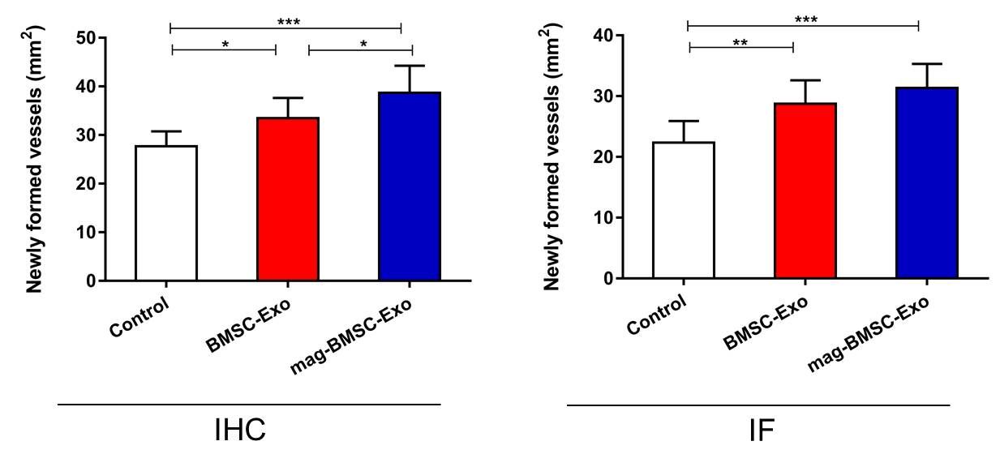 ***
*
*
Newly formed vessels (mm²)
50
40
30
20
10
0
Control
BMSC-Exo
mag-BMSC-Exo
IHC
***
**
Newly formed vessels (mm²)
40
30
20
10
0
Control
BMSC-Exo
mag-BMSC-Exo
IF